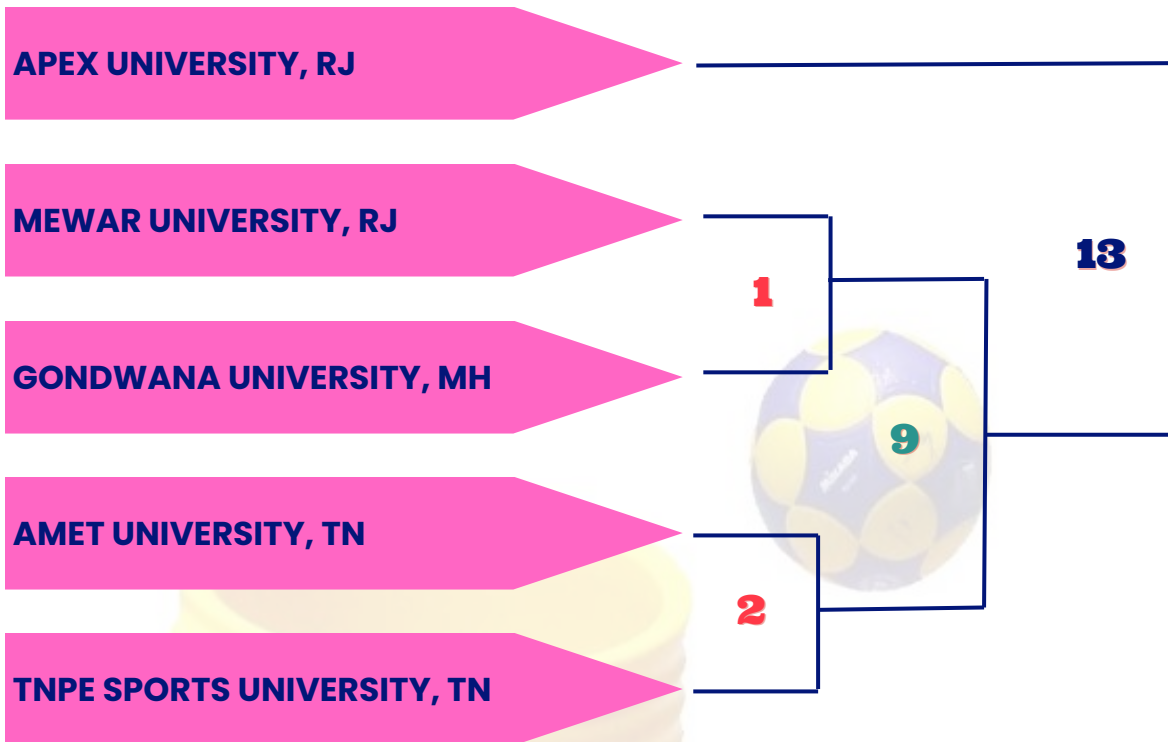 APEX UNIVERSITY, RJ
MEWAR UNIVERSITY, RJ
13
1
GONDWANA UNIVERSITY, MH
9
AMET UNIVERSITY, TN
2
TNPE SPORTS UNIVERSITY, TN